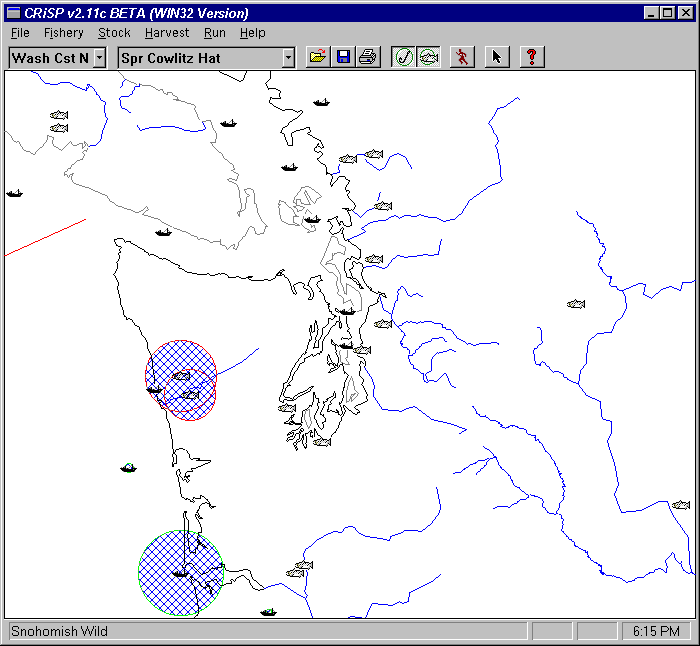 CRiSP v2.11c BETA (WIN32 Version)
File Fishery Stock Harvest Run Help
Wash Cst N Spr Cowlitz Hat ?
Snohomish Wild 6:15 PM